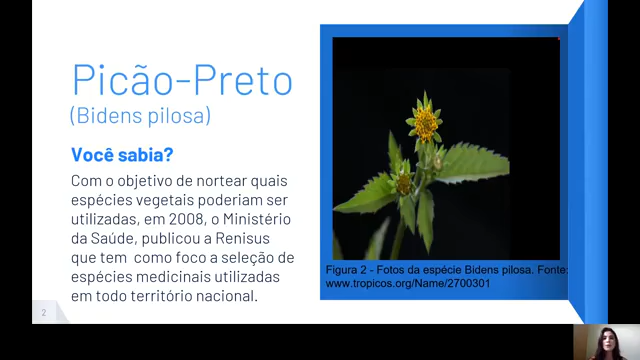 Picão-Preto
(Bidens pilosa)
Você sabia?
Com o objetivo de nortear quais
espécies vegetais poderiam ser
utilizadas, em 2008, o Ministério
da Saúde, publicou a Renisus
que tem como foco a seleção de
espécies medicinais utilizadas
em todo território nacional.
Figura 2 - Fotos da espécie Bidens pilosa. Fonte:
www.tropicos.org/Name/2700301
2